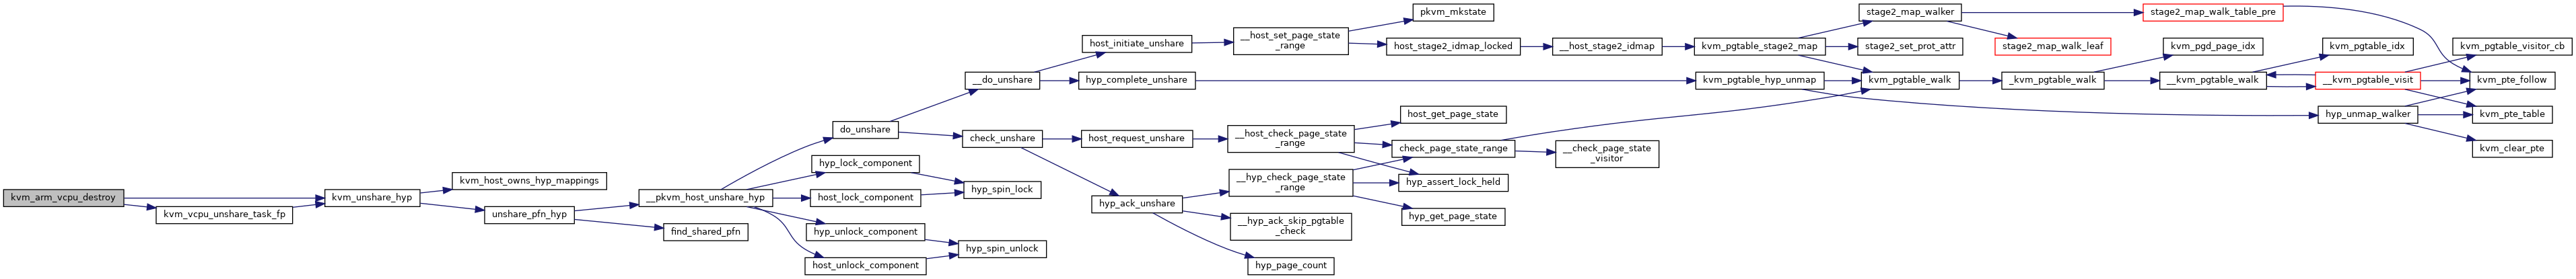 kvm_arm_vcpu_destroy
kvm_vcpu_unshare_task_fp
kvm_unshare_hyp
kvm_host_owns_hyp_mappings
unshare_pfn_hyp
__pkvm_host_unshare_hyp
find_shared_pfn
do_unshare
hyp_lock_component
host_lock_component
hyp_unlock_component
host_unlock_component
__do_unshare
check_unshare
hyp_spin_lock
hyp_spin_unlock
host_initiate_unshare
hyp_complete_unshare
host_request_unshare
hyp_ack_unshare
__host_set_page_state
_range
__host_check_page_state
_range
__hyp_check_page_state
_range
__hyp_ack_skip_pgtable
_check
hyp_page_count
pkvm_mkstate
host_stage2_idmap_locked
host_get_page_state
check_page_state_range
hyp_assert_lock_held
hyp_get_page_state
__host_stage2_idmap
__check_page_state
_visitor
kvm_pgtable_stage2_map
kvm_pgtable_hyp_unmap
stage2_map_walker
stage2_set_prot_attr
kvm_pgtable_walk
stage2_map_walk_leaf
_kvm_pgtable_walk
stage2_map_walk_table_pre
kvm_pgd_page_idx
__kvm_pgtable_walk
kvm_pgtable_idx
__kvm_pgtable_visit
hyp_unmap_walker
kvm_pgtable_visitor_cb
kvm_pte_follow
kvm_pte_table
kvm_clear_pte